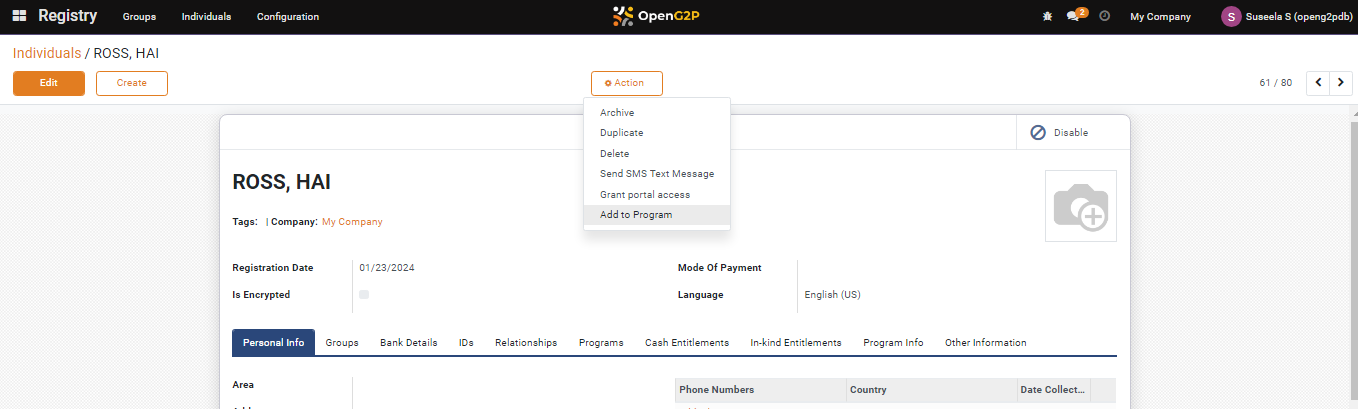 Registry Groups Individuals Configuration OpenG2P 2 My Company S Suseela S (openg2pdb)
Individuals / ROSS, HAI
Edit Create Action 61 / 80
Archive
Duplicate
Delete
Send SMS Text Message
Grant portal access
Add to Program
Disable
ROSS, HAI
Tags: | Company: My Company
Registration Date 01/23/2024 Mode Of Payment
Is Encrypted Language English (US)
Personal Info Groups Bank Details IDs Relationships Programs Cash Entitlements In-kind Entitlements Program Info Other Information
Area Phone Numbers Country Date Collect...